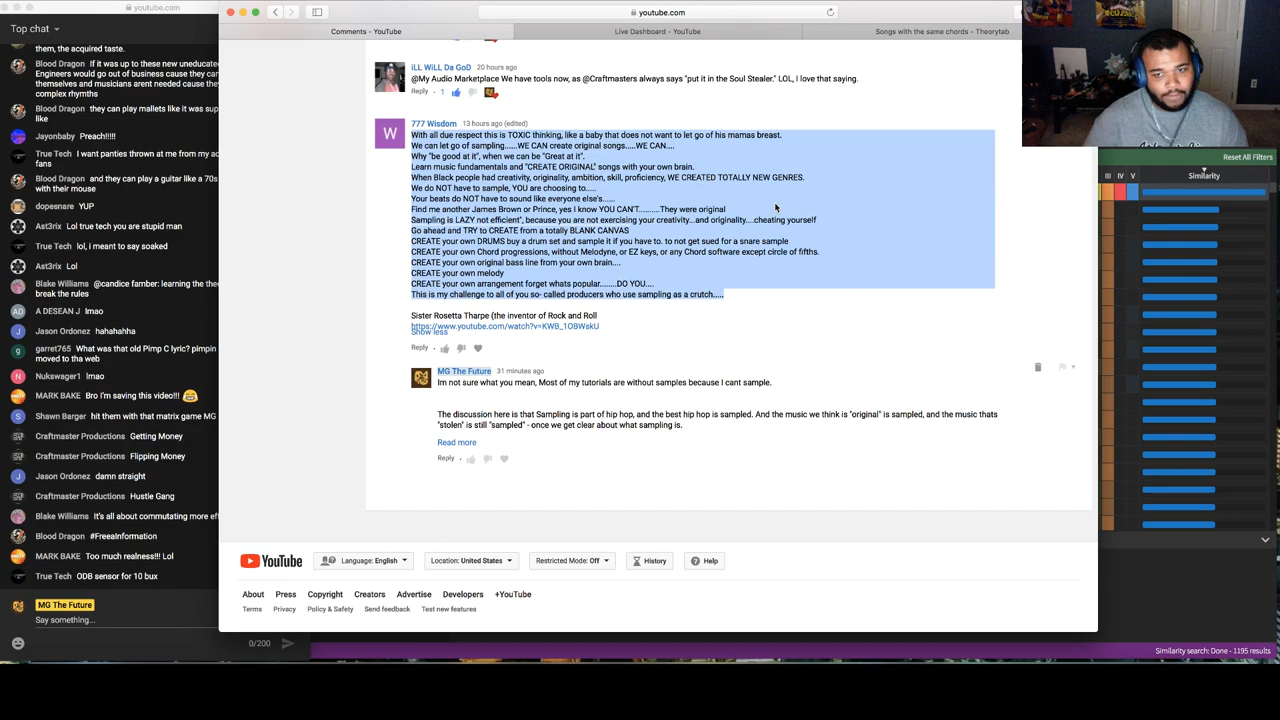 youtube.com
Top chat
them, the acquired taste.
Blood Dragon If it was up to these new uneducated
Engineers would go out of business cause they can
themselves and musicians arent needed cause the
complex rhythms
Blood Dragon they can play mallets like it was sup
like
Jayonbaby Preach!!!!!
True Tech I want panties thrown at me from my ad
fans
Blood Dragon and they can play a guitar like a 70s
with their mouse
dopesnare YUP
Ast3rix Lol true tech you are stupid man
True Tech lol, i meant to say soaked
Ast3rix Lol
Blake Williams @candice famber: learning the
break the rules
A DESEAN J lmao
Jason Ordonez hahahahha
garret765 What was that old Pimp C lyric? pimpin
moved to tha web
Nukswager1 lmao
MARK BAKE Bro I'm saving this video!!! 😂
Shawn Barger hit them with that matrix game MG
Craftmaster Productions Getting Money
Craftmaster Productions Flipping Money
Jason Ordonez damn straight
Craftmaster Productions Hustle Gang
Blake Williams It's all about commutating more ef
Blood Dragon #FreeaInformation
MARK BAKE Too much realness!!! Lol
True Tech ODB sensor for 10 bux
MG The Future
Say something...
0/200
youtube.com
Comments - YouTube
Live Dashboard - YouTube
Songs with the same chords - Theorytab
iLL WiLL Da GoD 20 hours ago
@My Audio Marketplace We have tools now, as @Craftmasters always says "put it in the Soul Stealer." LOL, I love that saying.
Reply · 1
W
777 Wisdom 13 hours ago (edited)
With all due respect this is TOXIC thinking, like a baby that does not want to let go of his mamas breast.
We can let go of sampling......WE CAN create original songs.....WE CAN....
Why "be good at it", when we can be "Great at it".
Learn music fundamentals and "CREATE ORIGINAL" songs with your own brain.
When Black people had creativity, originality, ambition, skill, proficiency, WE CREATED TOTALLY NEW GENRES.
We do NOT have to sample, YOU are choosing to.....
Your beats do NOT have to sound like everyone else's......
Find me another James Brown or Prince, yes I know YOU CAN'T..........They were original
Sampling is LAZY not efficient", because you are not exercising your creativity...and originality....cheating yourself
Go ahead and TRY to CREATE from a totally BLANK CANVAS
CREATE your own DRUMS buy a drum set and sample it if you have to. to not get sued for a snare sample
CREATE your own Chord progressions, without Melodyne, or EZ keys, or any Chord software except circle of fifths.
CREATE your own original bass line from your own brain....
CREATE your own melody
CREATE your own arrangement forget whats popular........DO YOU....
This is my challenge to all of you so- called producers who use sampling as a crutch.....
Sister Rosetta Tharpe (the inventor of Rock and Roll
https://www.youtube.com/watch?v=KWB_1OBWskU
Show less
Reply ·
MG The Future 31 minutes ago
Im not sure what you mean, Most of my tutorials are without samples because I cant sample.
The discussion here is that Sampling is part of hip hop, and the best hip hop is sampled. And the music we think is "original" is sampled, and the music thats
"stolen" is still "sampled" - once we get clear about what sampling is.
Read more
Reply ·
YouTube
Language: English
Location: United States
Restricted Mode: Off
History
Help
About Press Copyright Creators Advertise Developers +YouTube
Terms Privacy Policy & Safety Send feedback Test new features
Reset All Filters
III IV V Similarity
Similarity search: Done - 1195 results